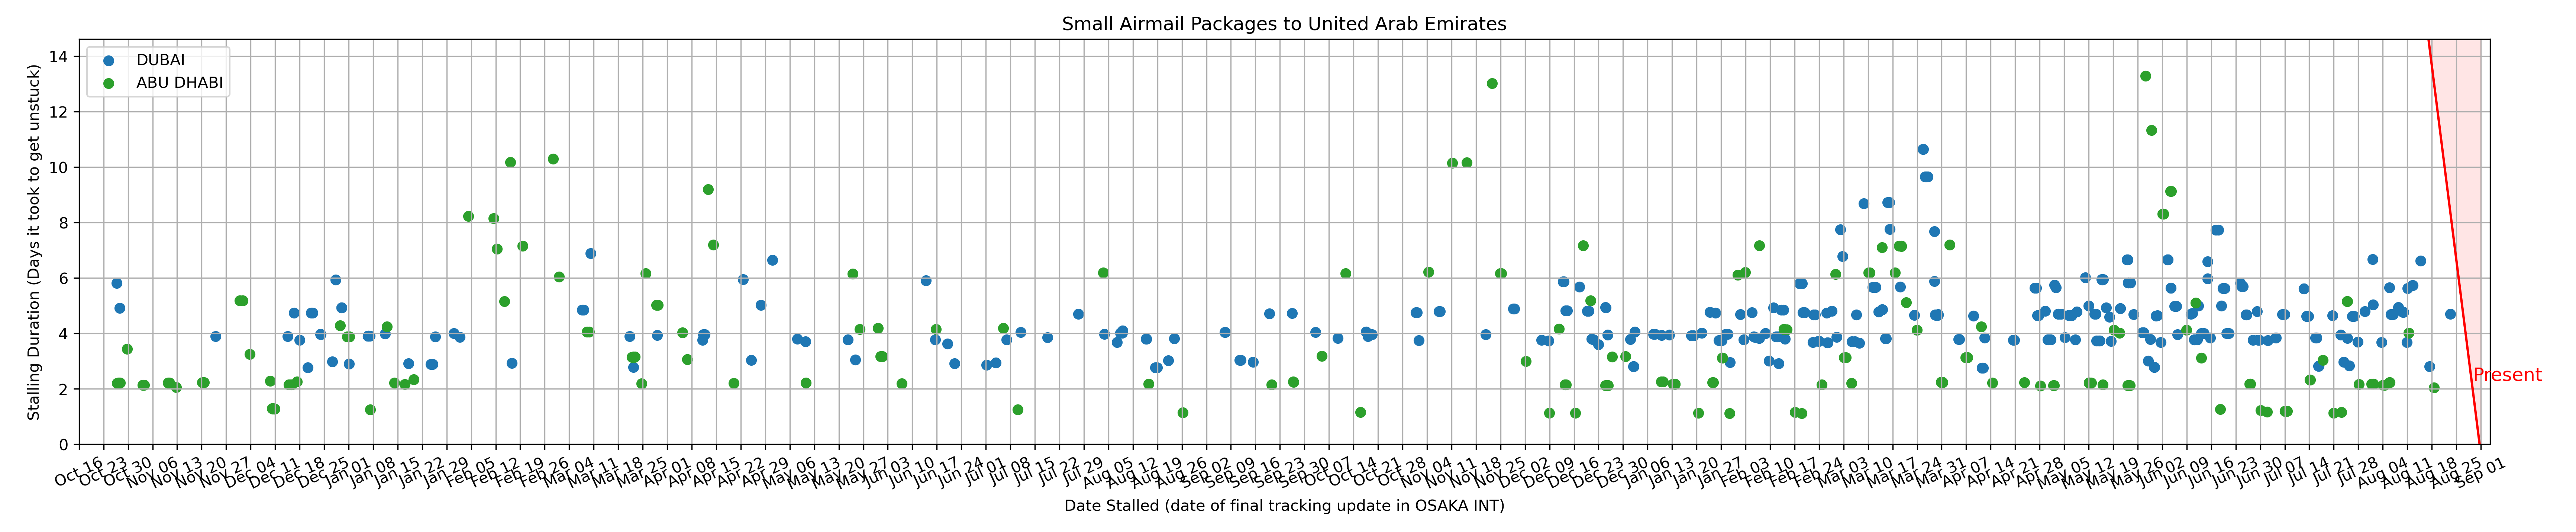 Small Airmail Packages to United Arab Emirates
DUBAI
ABU DHABI
Stalling Duration (Days it took to get unstuck)
14
12
10
8
6
4
2
0
Present
Oct 16
Oct 23
Oct 30
Nov 06
Nov 13
Nov 20
Nov 27
Dec 04
Dec 11
Dec 18
Dec 25
Jan 01
Jan 08
Jan 15
Jan 22
Jan 29
Feb 05
Feb 12
Feb 19
Feb 26
Mar 04
Mar 11
Mar 18
Mar 25
Apr 01
Apr 08
Apr 15
Apr 22
Apr 29
May 06
May 13
May 20
May 27
Jun 03
Jun 10
Jun 17
Jun 24
Jul 01
Jul 08
Jul 15
Jul 22
Jul 29
Aug 05
Aug 12
Aug 19
Aug 26
Sep 02
Sep 09
Sep 16
Sep 23
Sep 30
Oct 07
Oct 14
Oct 21
Oct 28
Nov 04
Nov 11
Nov 18
Nov 25
Dec 02
Dec 09
Dec 16
Dec 23
Dec 30
Jan 06
Jan 13
Jan 20
Jan 27
Feb 03
Feb 10
Feb 17
Feb 24
Mar 03
Mar 10
Mar 17
Mar 24
Mar 31
Apr 07
Apr 14
Apr 21
Apr 28
May 05
May 12
May 19
May 26
Jun 02
Jun 09
Jun 16
Jun 23
Jun 30
Jul 07
Jul 14
Jul 21
Jul 28
Aug 04
Aug 11
Aug 18
Aug 25
Sep 01
Date Stalled (date of final tracking update in OSAKA INT)